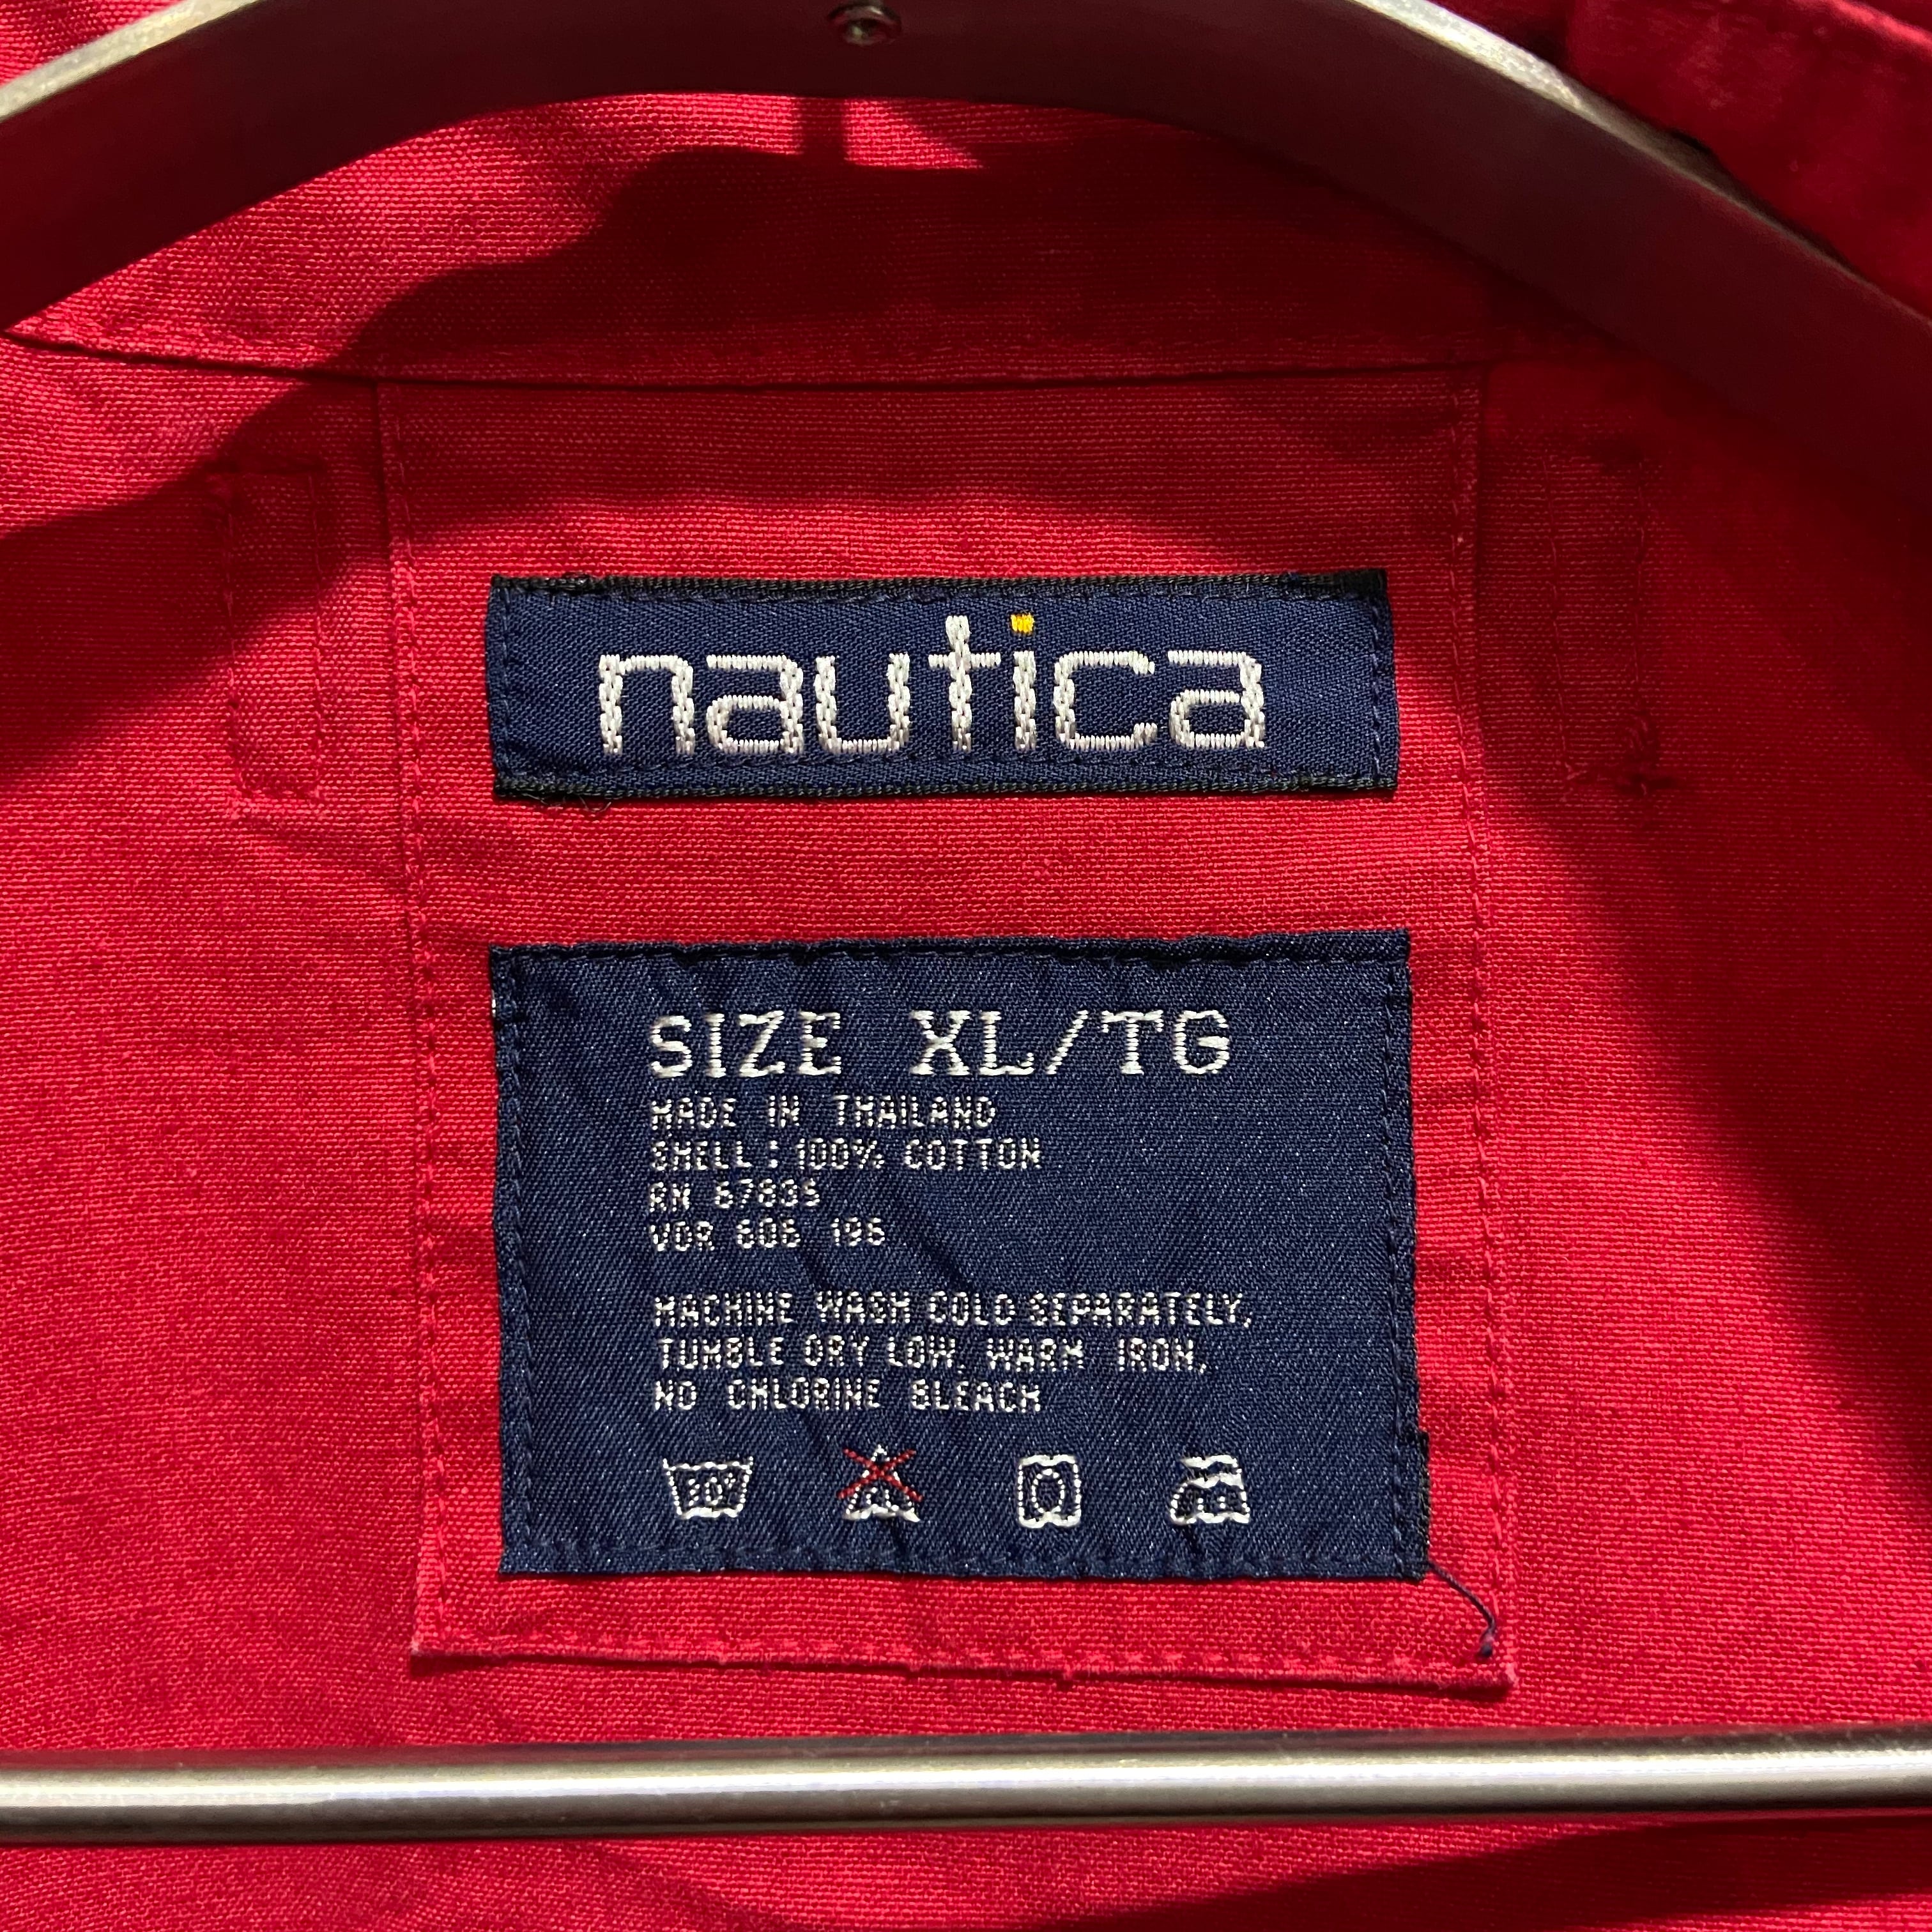 nautica
SIZE XL/TG
MADE IN THAILAND
SHELL: 100% COTTON
RN 67835
VDR 606 196
MACHINE WASH COLD SEPARATELY,
TUMBLE DRY LOW, WARM IRON,
NO CHLORINE BLEACH
30°